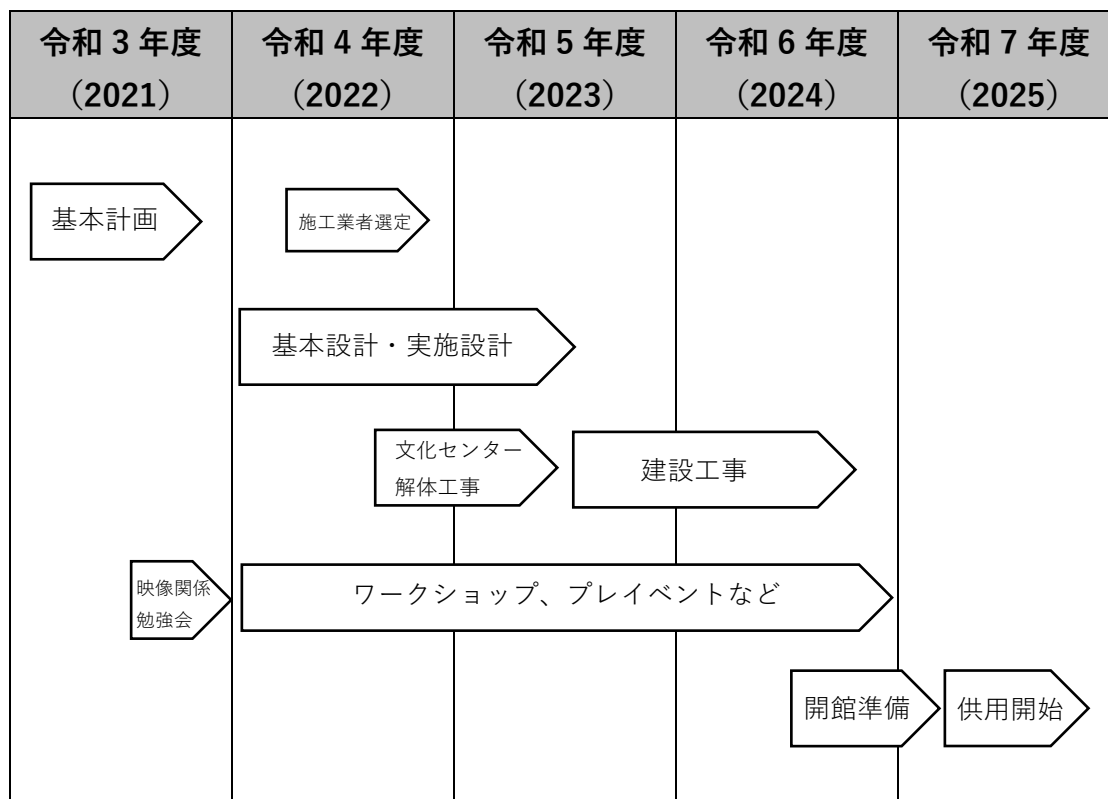 令和 3 年度
（2021）
令和 4 年度
（2022）
令和 5 年度
（2023）
令和 6 年度
（2024）
令和 7 年度
（2025）
基本計画
施工業者選定
基本設計・実施設計
文化センター
解体工事
建設工事
映像関係
勉強会
ワークショップ、プレイベントなど
開館準備
供用開始